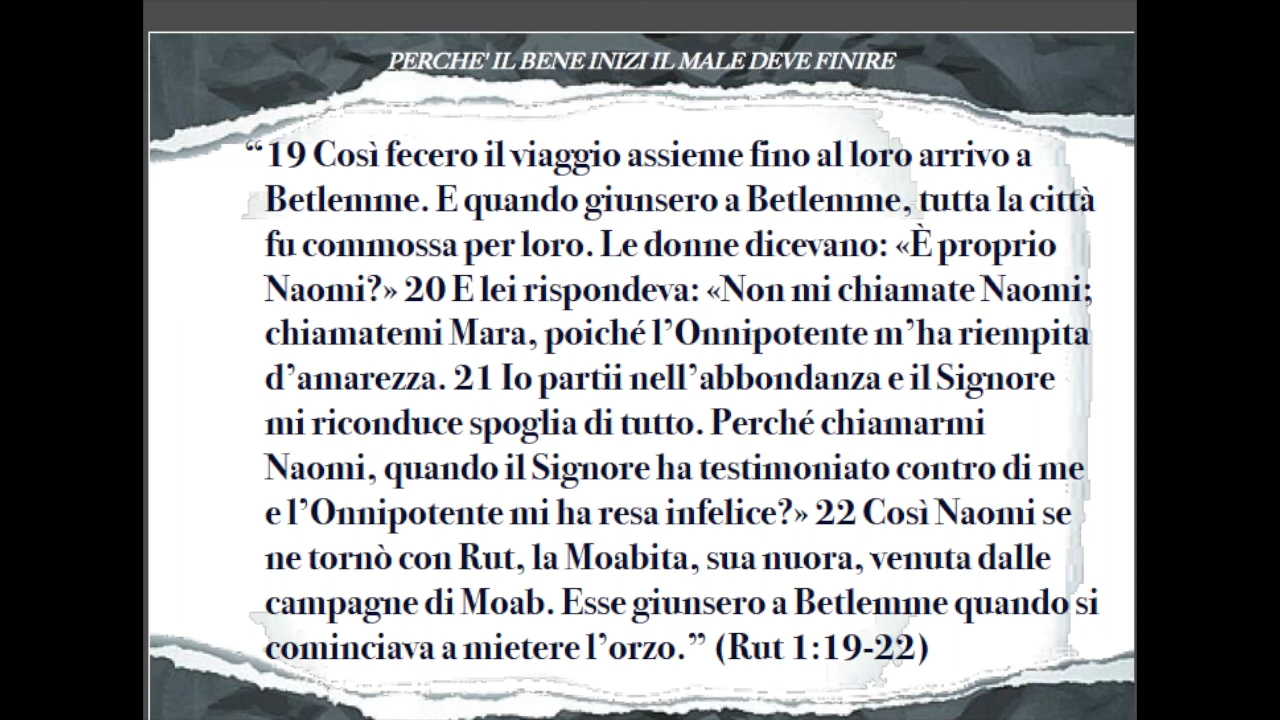 PERCHE' IL BENE INIZI IL MALE DEVE FINIRE
“19 Così fecero il viaggio assieme fino al loro arrivo a
Betlemme. E quando giunsero a Betlemme, tutta la città
fu commossa per loro. Le donne dicevano: «È proprio
Naomi?» 20 E lei rispondeva: «Non mi chiamate Naomi;
chiamatemi Mara, poiché l’Onnipotente m’ha riempita
d’amarezza. 21 Io partii nell’abbondanza e il Signore
mi riconduce spoglia di tutto. Perché chiamarmi
Naomi, quando il Signore ha testimoniato contro di me
e l’Onnipotente mi ha resa infelice?» 22 Così Naomi se
ne tornò con Rut, la Moabita, sua nuora, venuta dalle
campagne di Moab. Esse giunsero a Betlemme quando si
cominciava a mietere l’orzo.” (Rut 1:19-22)